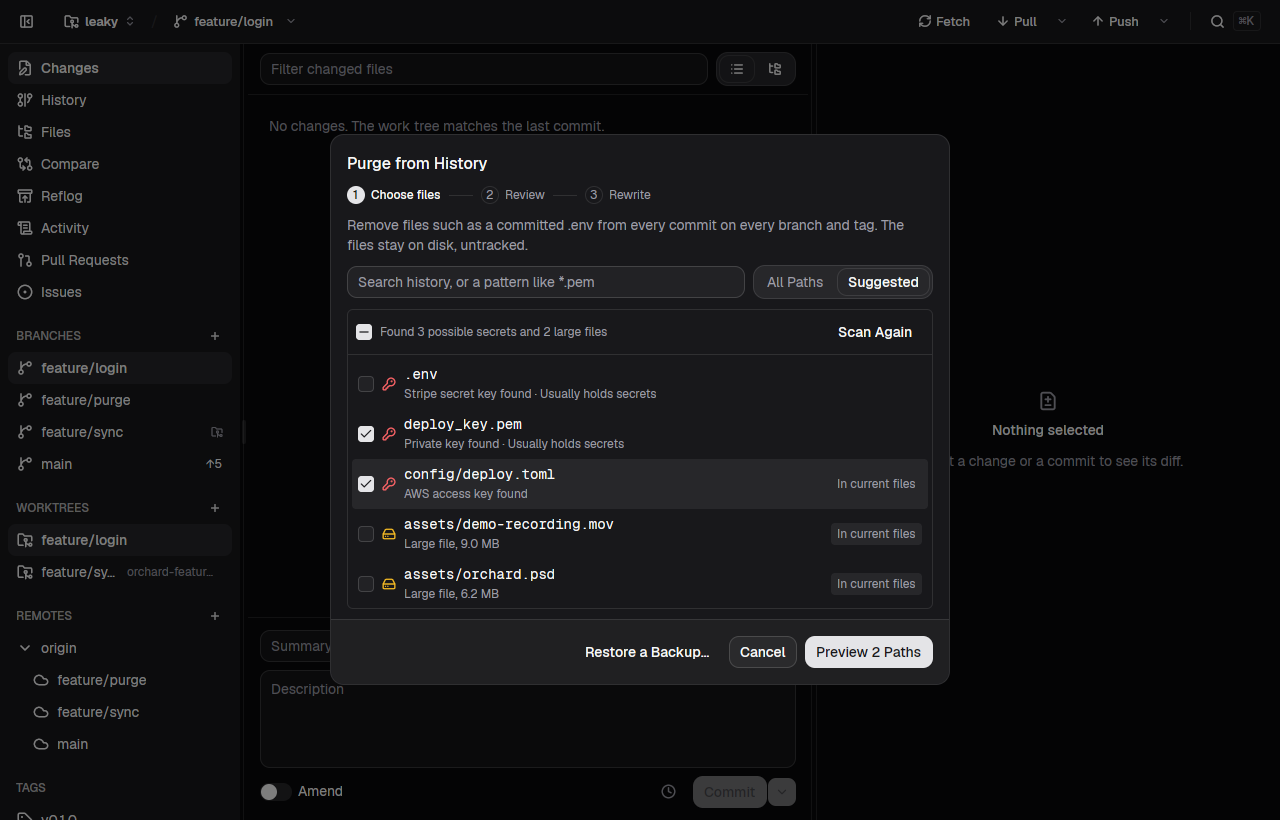 leaky
/
feature/login
Fetch
Pull
Push
⌘K
Changes
History
Files
Compare
Reflog
Activity
Pull Requests
Issues
BRANCHES
feature/login
feature/purge
feature/sync
main
↑5
WORKTREES
feature/login
feature/sy...
orchard-featur...
REMOTES
origin
feature/purge
feature/sync
main
TAGS
v0.1.0
Filter changed files
No changes. The work tree matches the last commit.
Purge from History
1 Choose files
2 Review
3 Rewrite
Remove files such as a committed .env from every commit on every branch and tag. The
files stay on disk, untracked.
Search history, or a pattern like *.pem
All Paths
Suggested
Found 3 possible secrets and 2 large files
Scan Again
.env
Stripe secret key found · Usually holds secrets
deploy_key.pem
Private key found · Usually holds secrets
config/deploy.toml
AWS access key found
In current files
assets/demo-recording.mov
Large file, 9.0 MB
In current files
assets/orchard.psd
Large file, 6.2 MB
In current files
Restore a Backup...
Cancel
Preview 2 Paths
Summary
Description
Amend
Commit
Nothing selected
t a change or a commit to see its diff.